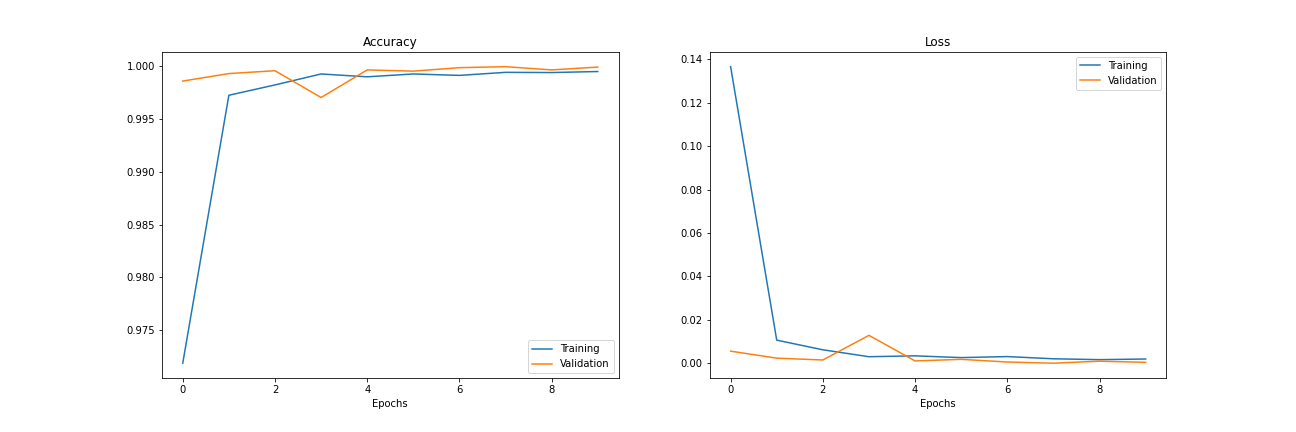 Accuracy
1.000
0.995
0.990
0.985
0.980
0.975
0 2 4 6 8
Epochs
Training
Validation
Loss
0.14
0.12
0.10
0.08
0.06
0.04
0.02
0.00
0 2 4 6 8
Epochs
Training
Validation